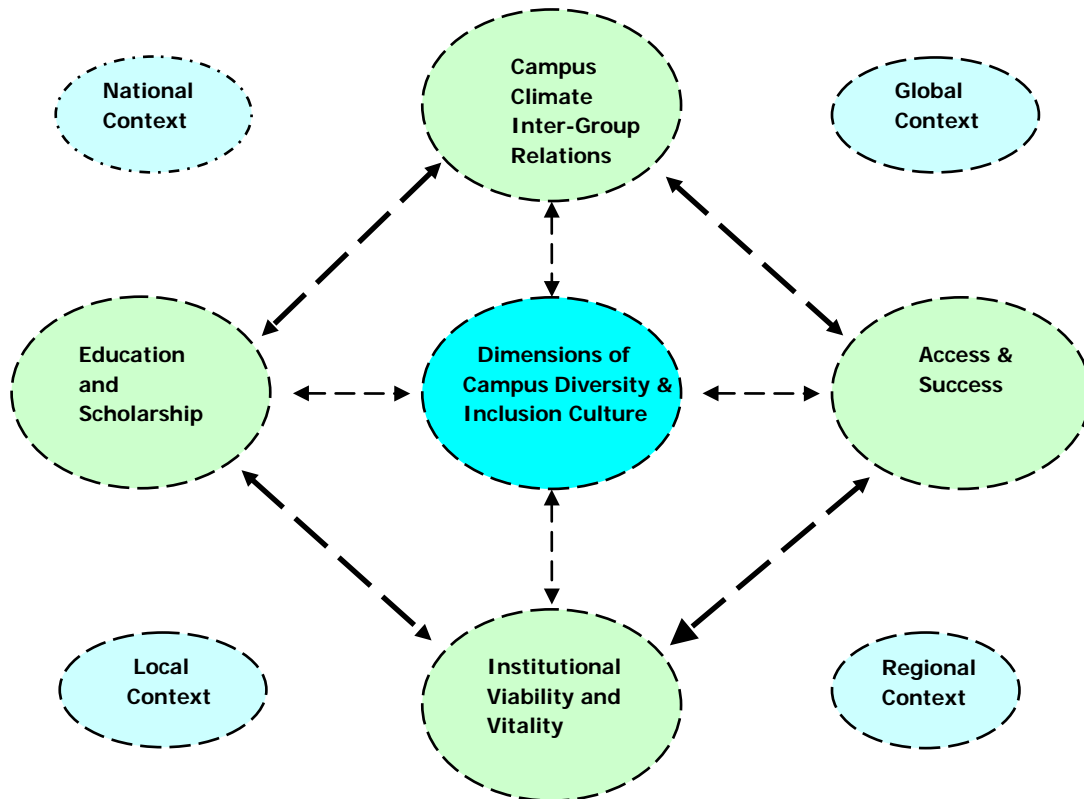 National
Context
Campus
Climate
Inter-Group
Relations
Global
Context
Education
and
Scholarship
Dimensions of
Campus Diversity &
Inclusion Culture
Access &
Success
Local
Context
Institutional
Viability and
Vitality
Regional
Context